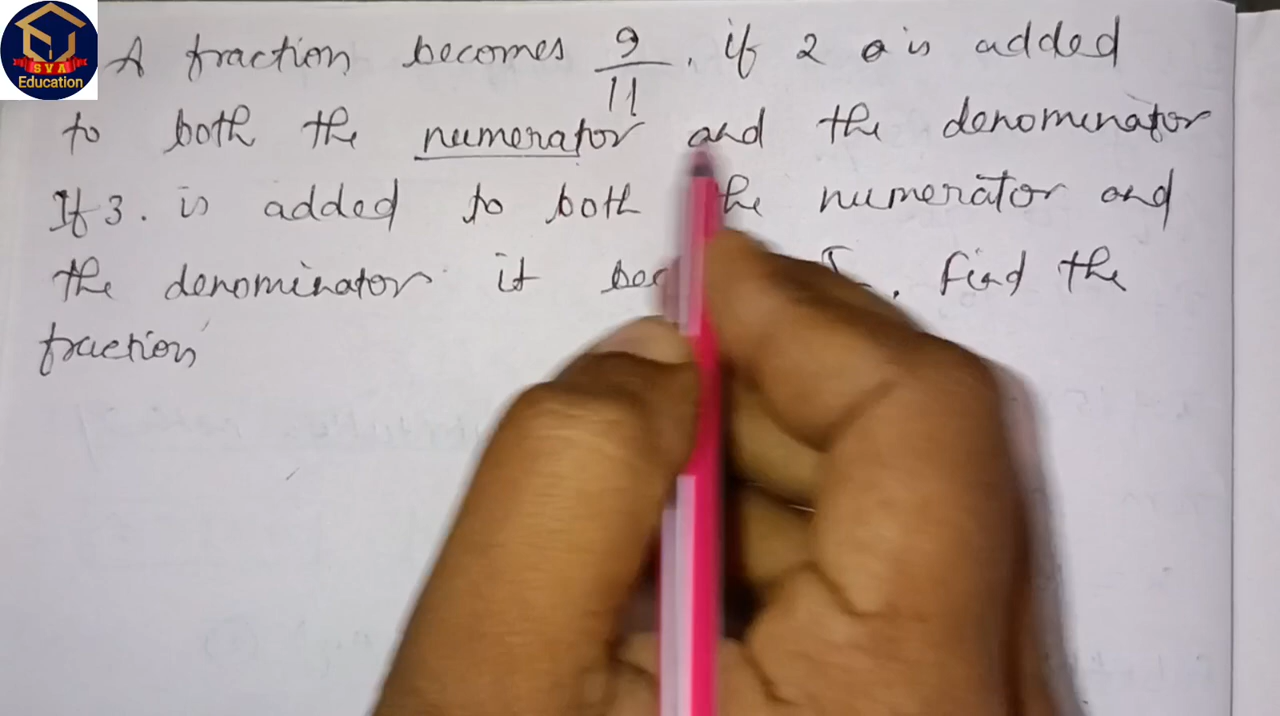 SVA
Education
A fraction becomes 9/11. if 2 is added
to both the numerator and the denominator
If 3. is added to both the numerator and
the denominator it . find the
fraction